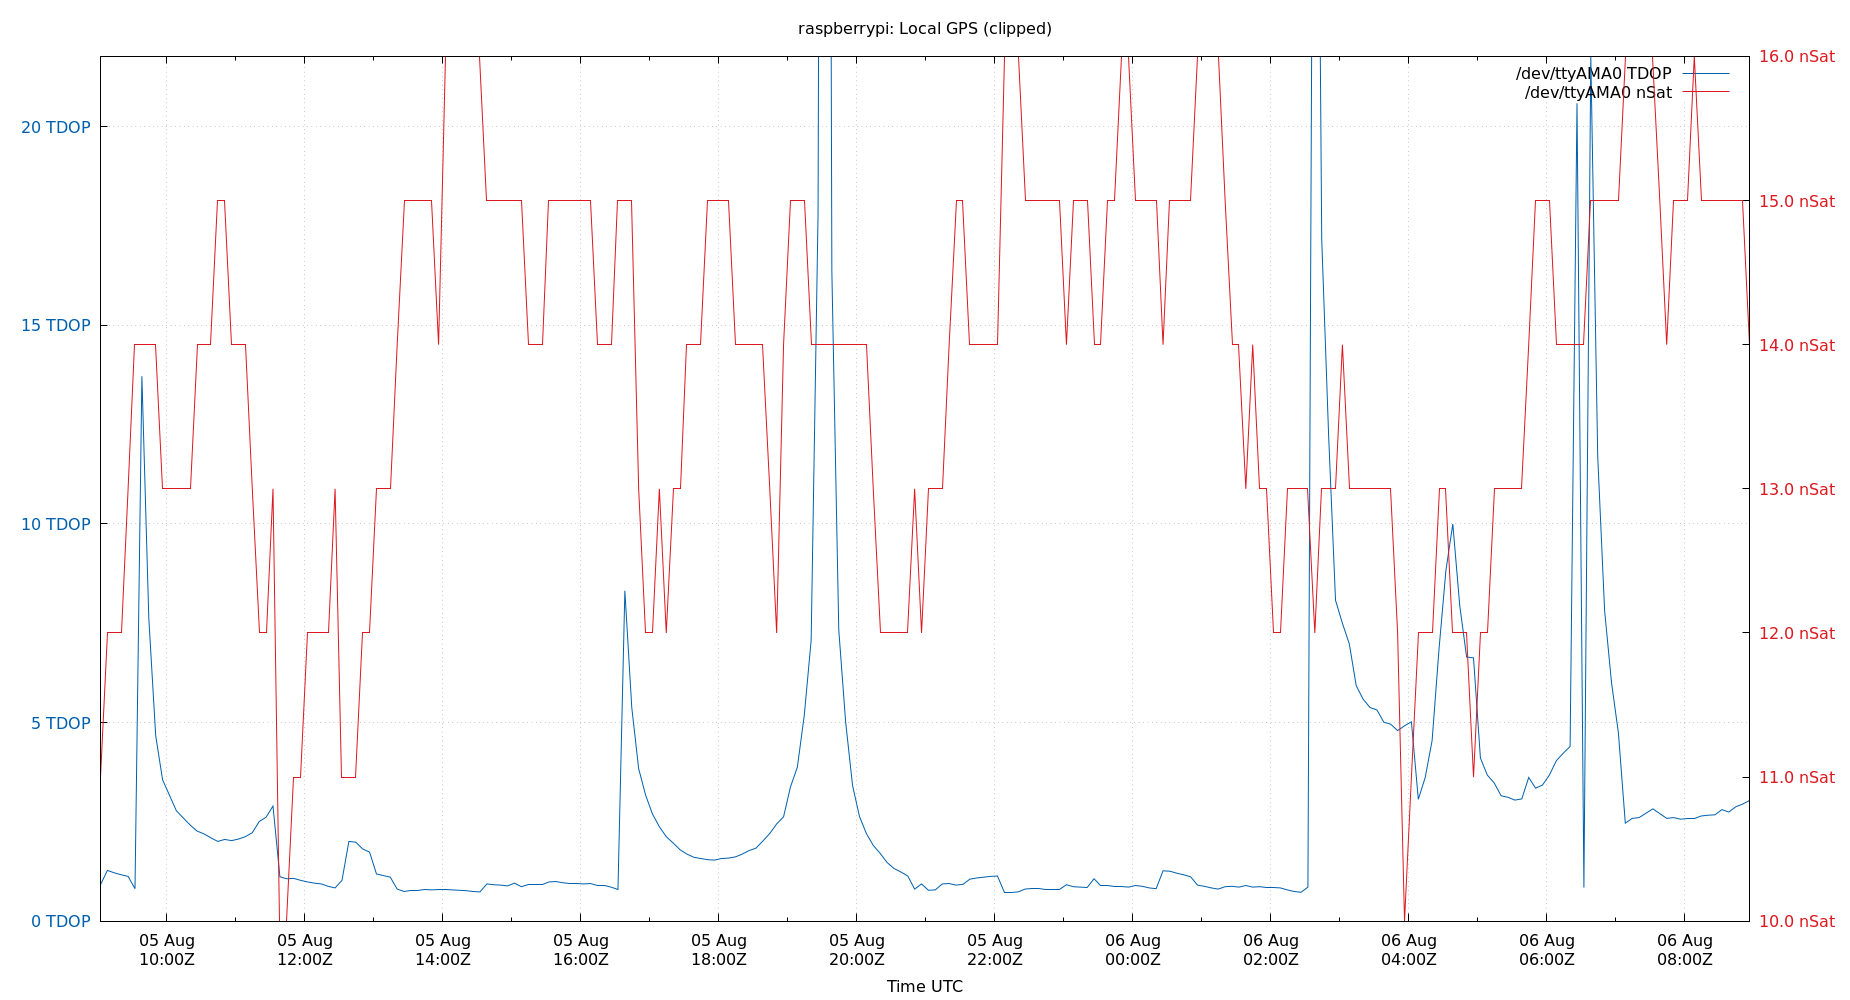 raspberrypi: Local GPS (clipped)
16.0 nSat
/dev/ttyAMA0 TDOP
/dev/ttyAMA0 nSat
20 TDOP
15.0 nSat
15 TDOP
14.0 nSat
13.0 nSat
10 TDOP
12.0 nSat
5 TDOP
11.0 nSat
0 TDOP
10.0 nSat
05 Aug 05 Aug 05 Aug 05 Aug 05 Aug 05 Aug 05 Aug 06 Aug 06 Aug 06 Aug 06 Aug 06 Aug
10:00Z 12:00Z 14:00Z 16:00Z 18:00Z 20:00Z 22:00Z 00:00Z 02:00Z 04:00Z 06:00Z 08:00Z
Time UTC